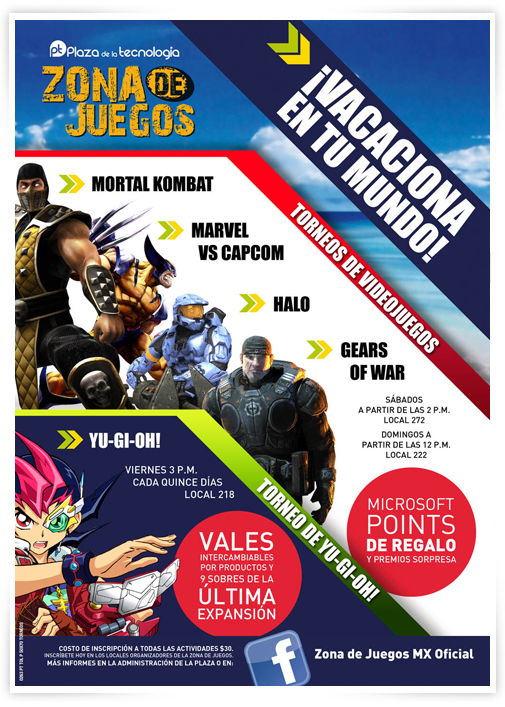 pt Plaza de la tecnología
ZONA DE
JUEGOS
¡VACACIONA
EN TU MUNDO!
TORNEOS DE VIDEOJUEGOS
MORTAL KOMBAT
MARVEL
VS CAPCOM
HALO
GEARS
OF WAR
SÁBADOS
A PARTIR DE LAS 2 P.M.
LOCAL 272
DOMINGOS A
PARTIR DE LAS 12 P.M.
LOCAL 222
MICROSOFT
POINTS
DE REGALO
Y PREMIOS SORPRESA
YU-GI-OH!
VIERNES 3 P.M.
CADA QUINCE DÍAS
LOCAL 218
TORNEO DE YU-GI-OH!
VALES
INTERCAMBIABLES
POR PRODUCTOS Y
9 SOBRES DE LA
ÚLTIMA
EXPANSIÓN
COSTO DE INSCRIPCIÓN A TODAS LAS ACTIVIDADES $30.
INSCRÍBETE HOY EN LOS LOCALES ORGANIZADORES DE LA ZONA DE JUEGOS.
MÁS INFORMES EN LA ADMINISTRACIÓN DE LA PLAZA O EN:
f
Zona de Juegos MX Oficial